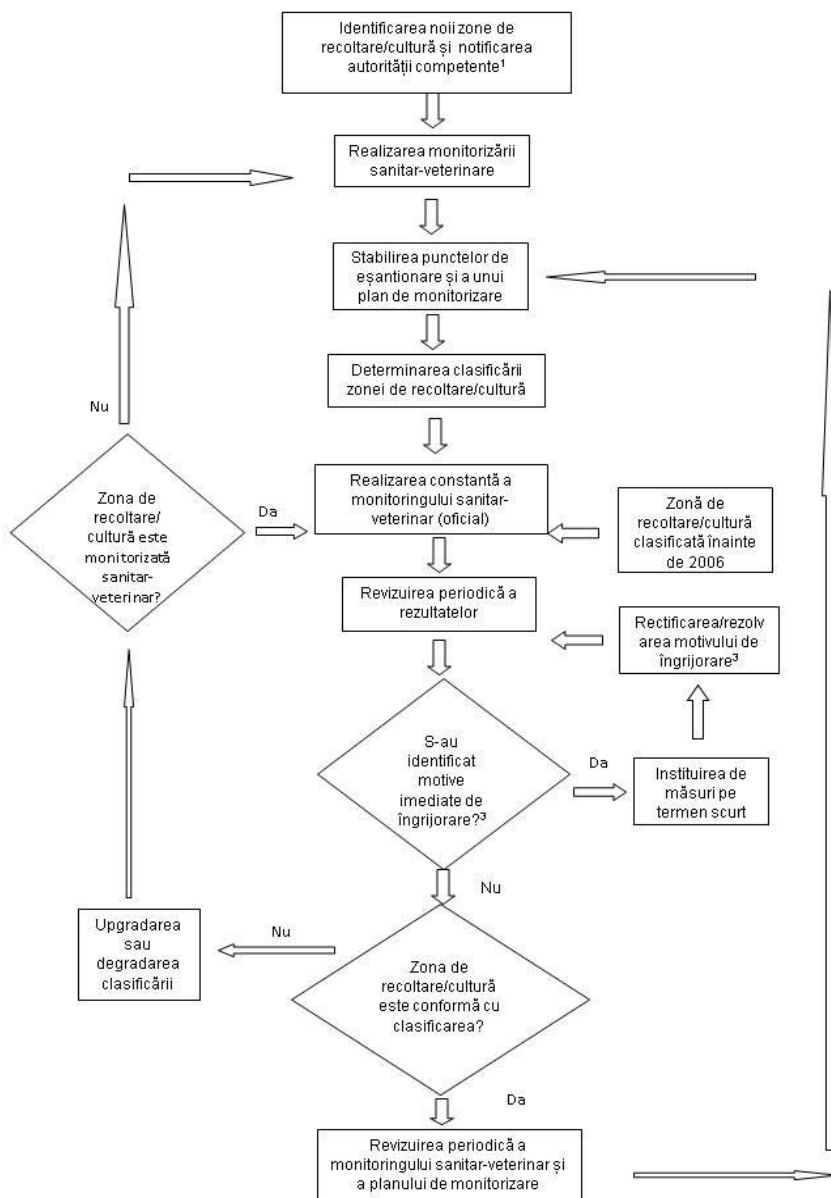 Identificarea noii zone de
recoltare/cultură și notificarea
autorității competente¹
Realizarea monitorizării
sanitar-veterinare
Stabilirea punctelor de
eșantionare și a unui
plan de monitorizare
Determinarea clasificării
zonei de recoltare/cultură
Nu
Zona de
recoltare/
cultură este
monitorizată
sanitar-
veterinar?
Da
Realizarea constantă a
monitoringului sanitar-
veterinar (oficial)
Zonă de
recoltare/cultură
clasificată înainte
de 2006
Revizuirea periodică a
rezultatelor
Rectificarea/rezolv
area motivului de
îngrijorare³
S-au
identificat
motive
imediate de
îngrijorare?³
Da
Instituirea de
măsuri pe
termen scurt
Nu
Upgradarea
sau
degradarea
clasificării
Nu
Zona de
recoltare/cultură
este conformă cu
clasificarea?
Da
Revizuirea periodică a
monitoringului sanitar-veterinar și
a planului de monitorizare